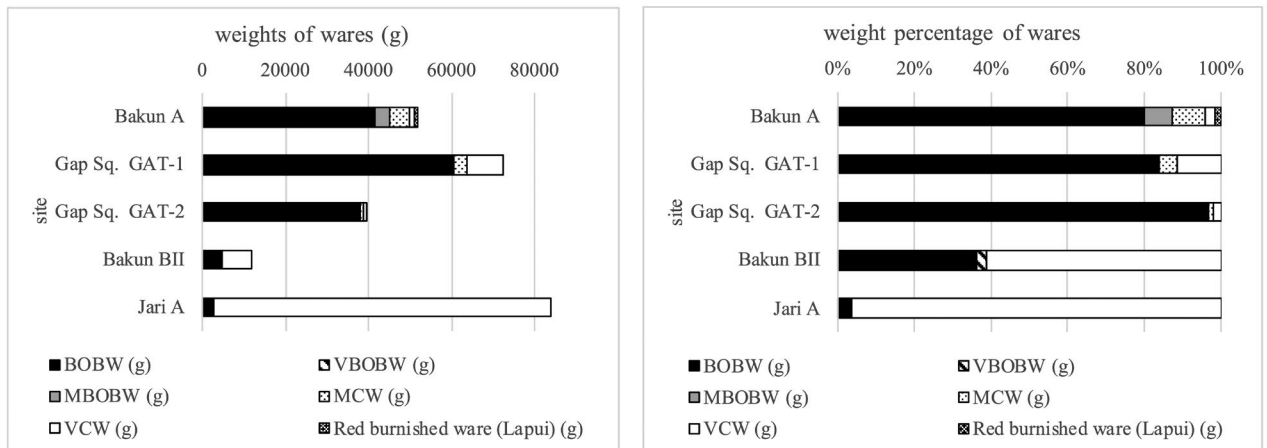 weights of wares (g)
0 20000 40000 60000 80000
site
Bakun A
Gap Sq. GAT-1
Gap Sq. GAT-2
Bakun BII
Jari A
BOBW (g) VBOBW (g)
MBOBW (g) MCW (g)
VCW (g) Red burnished ware (Lapui) (g)
weight percentage of wares
0% 20% 40% 60% 80% 100%
site
Bakun A
Gap Sq. GAT-1
Gap Sq. GAT-2
Bakun BII
Jari A
BOBW (g) VBOBW (g)
MBOBW (g) MCW (g)
VCW (g) Red burnished ware (Lapui) (g)